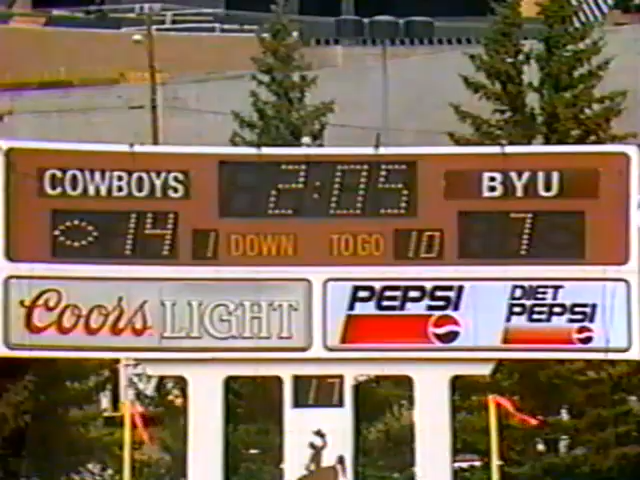 COWBOYS 2:05 BYU
14 1 DOWN TO GO 10 7
Coors LIGHT PEPSI DIET PEPSI
17